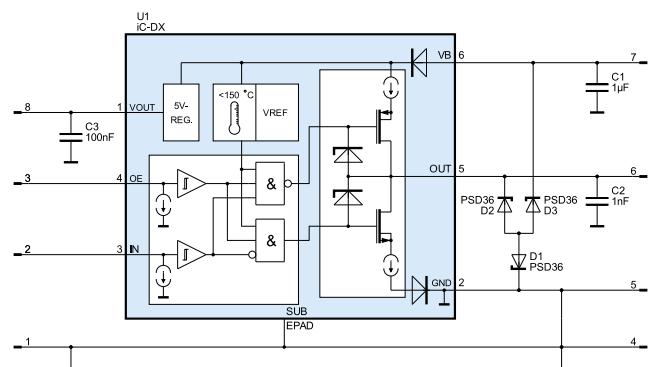 U1
iC-DX
VB
6
7
C1
1µF
<150 °C
5V-
REG.
VREF
8
1
VOUT
C3
100nF
3
4
OE
&
OUT
5
6
PSD36
D2
PSD36
D3
C2
1nF
&
2
3
IN
D1
PSD36
GND
2
5
SUB
EPAD
1
4